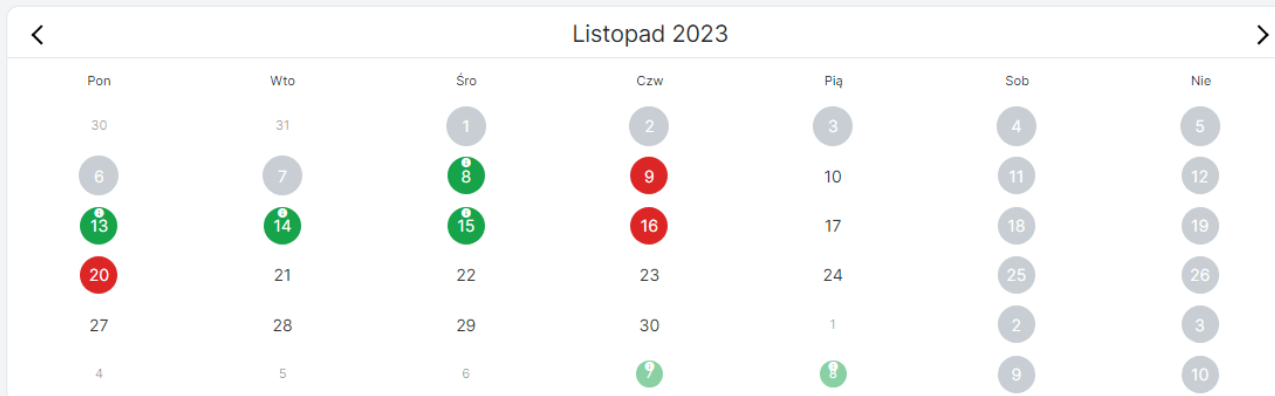 Listopad 2023
Pon Wto Śro Czw Pią Sob Nie
30 31 1 2 3 4 5
6 7 8 9 10 11 12
13 14 15 16 17 18 19
20 21 22 23 24 25 26
27 28 29 30 1 2 3
4 5 6 7 8 9 10